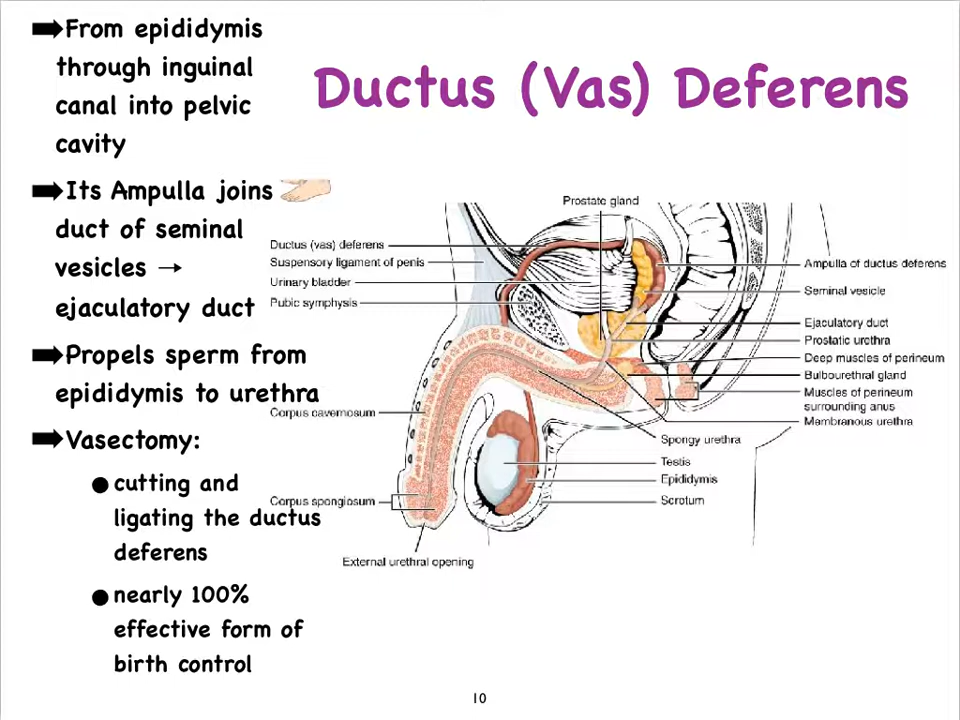 Ductus (Vas) Deferens
➡From epididymis
through inguinal
canal into pelvic
cavity
➡Its Ampulla joins
duct of seminal
vesicles →
ejaculatory duct
➡Propels sperm from
epididymis to urethra
➡Vasectomy:
● cutting and
ligating the ductus
deferens
● nearly 100%
effective form of
birth control
Prostate gland
Ductus (vas) deferens
Suspensory ligament of penis
Urinary bladder
Pubic symphysis
Corpus cavernosum
Corpus spongiosum
External urethral opening
Ampulla of ductus deferens
Seminal vesicle
Ejaculatory duct
Prostatic urethra
Deep muscles of perineum
Bulbourethral gland
Muscles of perineum
surrounding anus
Membranous urethra
Spongy urethra
Testis
Epididymis
Scrotum
10